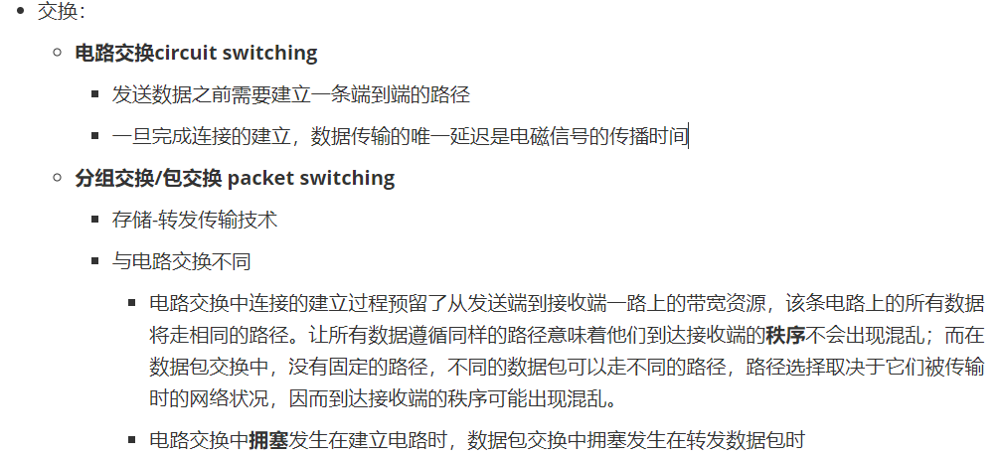 交换：
电路交换circuit switching
发送数据之前需要建立一条端到端的路径
一旦完成连接的建立，数据传输的唯一延迟是电磁信号的传播时间
分组交换/包交换 packet switching
存储-转发传输技术
与电路交换不同
电路交换中连接的建立过程预留了从发送端到接收端一路上的带宽资源，该条电路上的所有数据
将走相同的路径。让所有数据遵循同样的路径意味着他们到达接收端的秩序不会出现混乱；而在
数据包交换中，没有固定的路径，不同的数据包可以走不同的路径，路径选择取决于它们被传输
时的网络状况，因而到达接收端的秩序可能出现混乱。
电路交换中拥塞发生在建立电路时，数据包交换中拥塞发生在转发数据包时